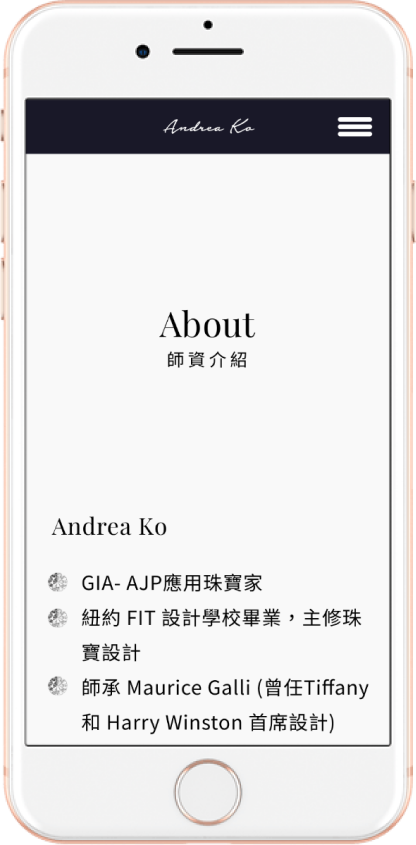 Andrea Ko
About
師資介紹
Andrea Ko
GIA- AJP應用珠寶家
紐約 FIT 設計學校畢業，主修珠
寶設計
師承 Maurice Galli (曾任Tiffany
和 Harry Winston 首席設計)